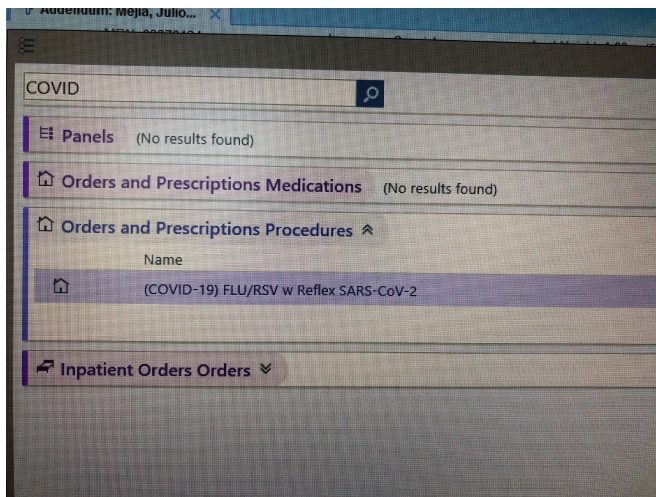 Addendum: Mejia, Julio...
COVID
Panels (No results found)
Orders and Prescriptions Medications (No results found)
Orders and Prescriptions Procedures
Name
(COVID-19) FLU/RSV w Reflex SARS-CoV-2
Inpatient Orders Orders